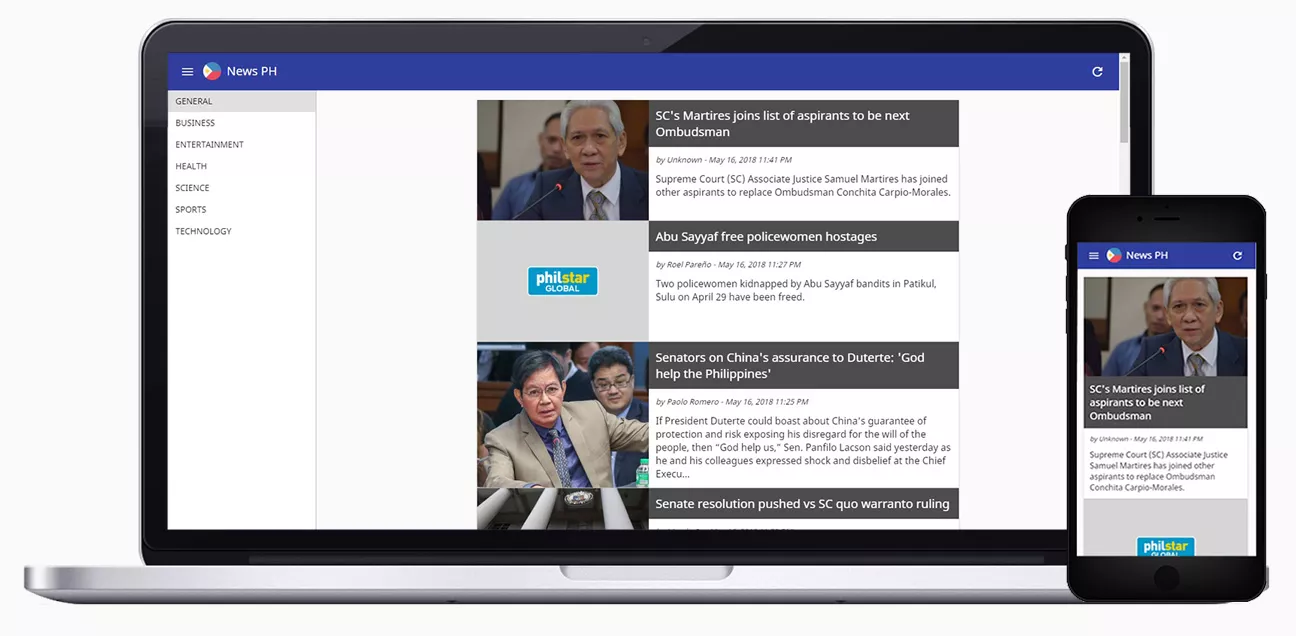 News PH
GENERAL
BUSINESS
ENTERTAINMENT
HEALTH
SCIENCE
SPORTS
TECHNOLOGY
SC's Martires joins list of aspirants to be next
Ombudsman
by Unknown - May 16, 2018 11:41 PM
Supreme Court (SC) Associate Justice Samuel Martires has joined
other aspirants to replace Ombudsman Conchita Carpio-Morales.
philstar
GLOBAL
Abu Sayyaf free policewomen hostages
by Roel Pareño - May 16, 2018 11:27 PM
Two policewomen kidnapped by Abu Sayyaf bandits in Patikul,
Sulu on April 29 have been freed.
Senators on China's assurance to Duterte: 'God
help the Philippines'
by Paolo Romero - May 16, 2018 11:25 PM
If President Duterte could boast about China's guarantee of
protection and risk exposing his disregard for the will of the
people, then "God help us," Sen. Panfilo Lacson said yesterday as
he and his colleagues expressed shock and disbelief at the Chief
Execu...
Senate resolution pushed vs SC quo warranto ruling
News PH
SC's Martires joins list of
aspirants to be next
Ombudsman
by Unknown - May 16, 2018 11:41 PM
Supreme Court (SC) Associate Justice
Samuel Martires has joined other
aspirants to replace Ombudsman
Conchita Carpio-Morales.
philstar
GLOBAL